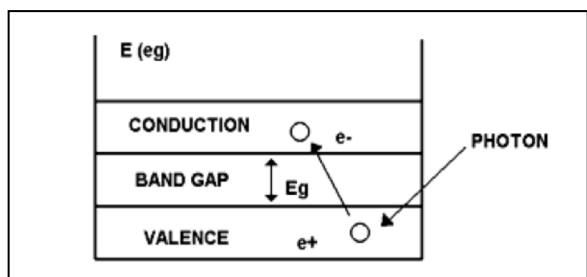 E (eg)
CONDUCTION
e-
PHOTON
BAND GAP
Eg
VALENCE
e+